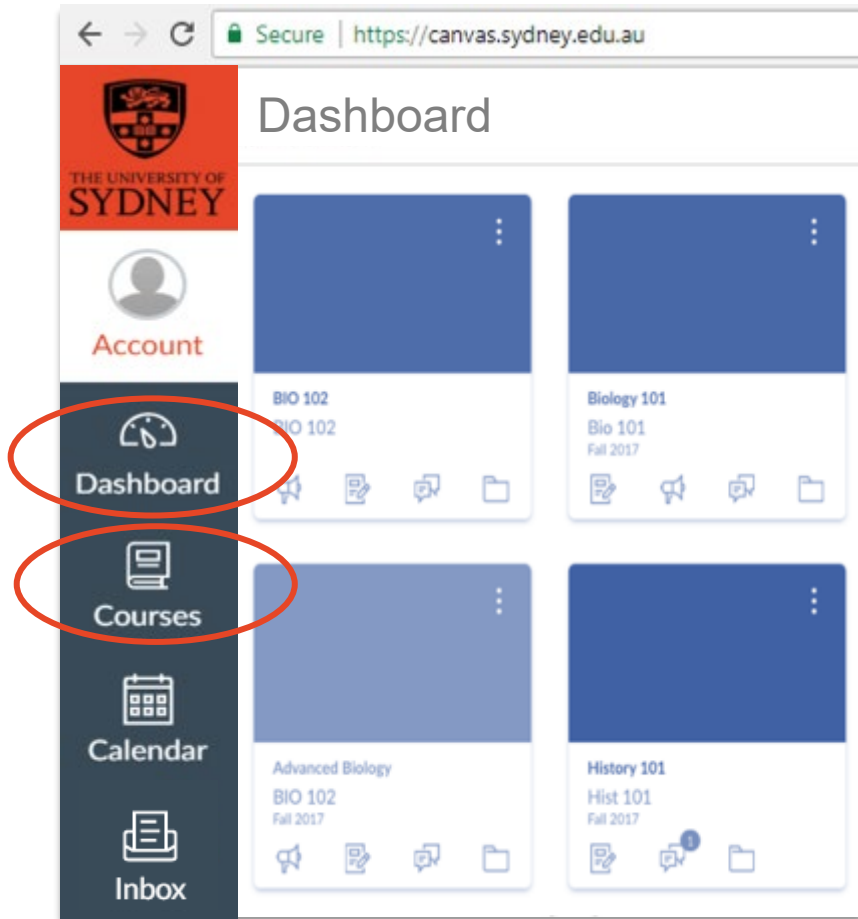 Secure | https://canvas.sydney.edu.au
THE UNIVERSITY OF
SYDNEY
Account
Dashboard
Courses
Calendar
Inbox
Dashboard
BIO 102
BIO 102
Biology 101
Bio 101
Fall 2017
Advanced Biology
BIO 102
Fall 2017
History 101
Hist 101
Fall 2017
1